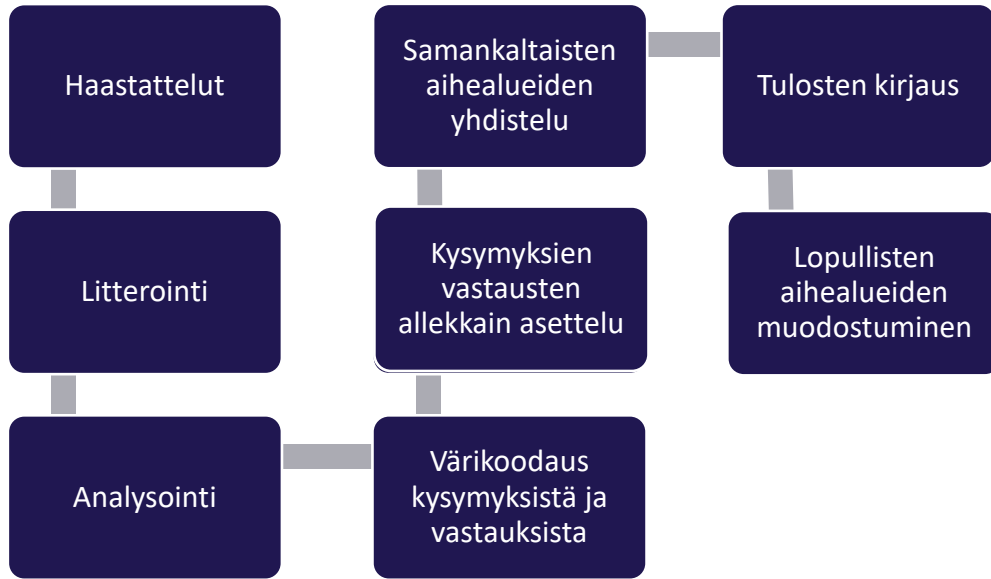 Haastattelut
Litterointi
Analysointi
Värikoodaus
kysymyksistä ja
vastauksista
Kysymyksien
vastausten
allekkain asettelu
Samankaltaisten
aihealueiden
yhdistelu
Tulosten kirjaus
Lopullisten
aihealueiden
muodostuminen